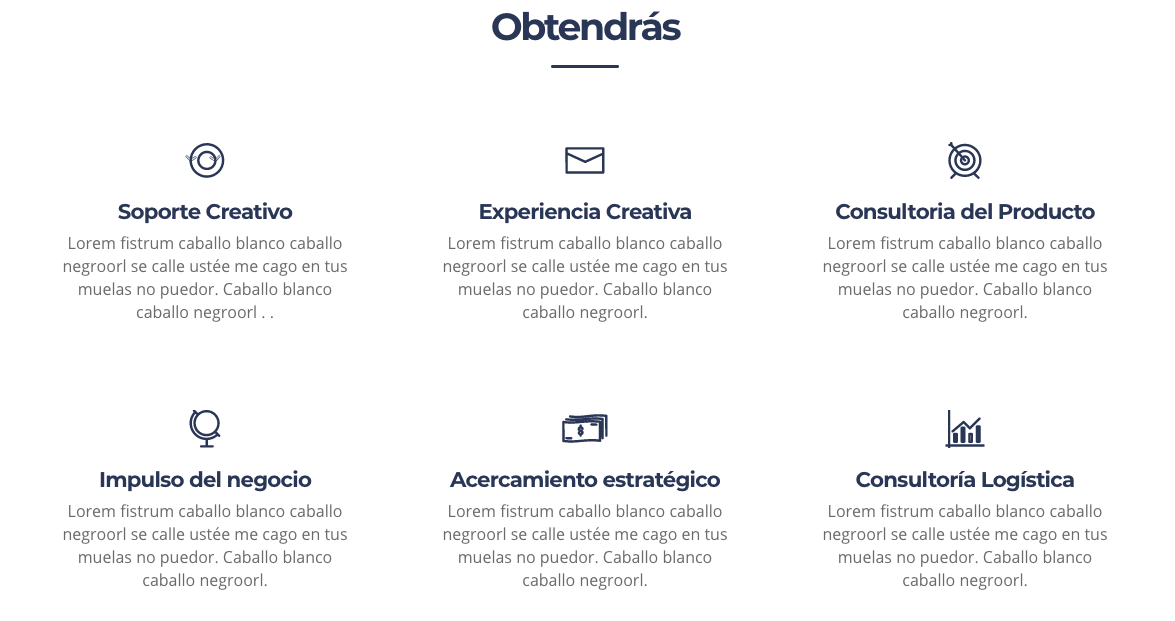 Obtendrás
Soporte Creativo
Lorem fistrum caballo blanco caballo
negroorl se calle ustée me cago en tus
muelas no puedor. Caballo blanco
caballo negroorl . .
Experiencia Creativa
Lorem fistrum caballo blanco caballo
negroorl se calle ustée me cago en tus
muelas no puedor. Caballo blanco
caballo negroorl.
Consultoria del Producto
Lorem fistrum caballo blanco caballo
negroorl se calle ustée me cago en tus
muelas no puedor. Caballo blanco
caballo negroorl.
Impulso del negocio
Lorem fistrum caballo blanco caballo
negroorl se calle ustée me cago en tus
muelas no puedor. Caballo blanco
caballo negroorl.
Acercamiento estratégico
Lorem fistrum caballo blanco caballo
negroorl se calle ustée me cago en tus
muelas no puedor. Caballo blanco
caballo negroorl.
Consultoría Logística
Lorem fistrum caballo blanco caballo
negroorl se calle ustée me cago en tus
muelas no puedor. Caballo blanco
caballo negroorl.